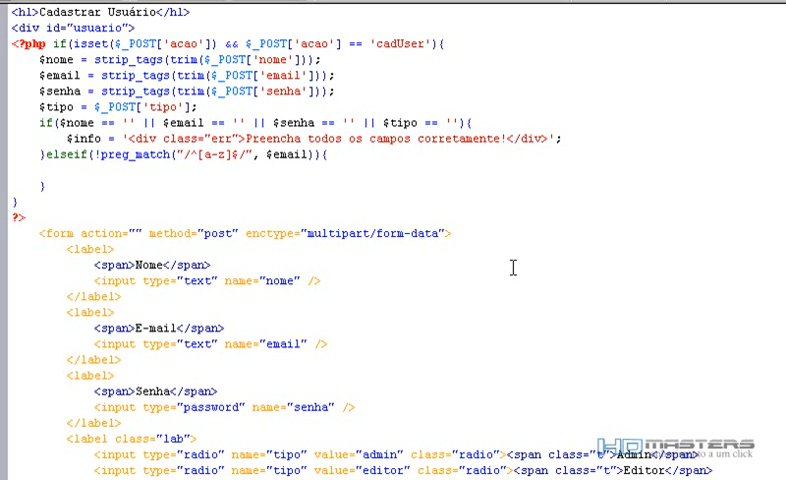 <h1>Cadastrar Usuário</h1>
<div id="usuario">
<?php if(isset($_POST['acao']) && $_POST['acao'] == 'cadUser'){
$nome = strip_tags(trim($_POST['nome']));
$email = strip_tags(trim($_POST['email']));
$senha = strip_tags(trim($_POST['senha']));
$tipo = $_POST['tipo'];
if($nome == '' || $email == '' || $senha == '' || $tipo == ''){
$info = '<div class="err">Preencha todos os campos corretamente!</div>';
}elseif(!preg_match("/^[a-z]$/", $email)){
}
}
?>
<form action="" method="post" enctype="multipart/form-data">
<label>
<span>Nome</span>
<input type="text" name="nome" />
</label>
<label>
<span>E-mail</span>
<input type="text" name="email" />
</label>
<label>
<span>Senha</span>
<input type="password" name="senha" />
</label>
<label class="lab">
<input type="radio" name="tipo" value="admin" class="radio"><span class="t">Admin</span>
<input type="radio" name="tipo" value="editor" class="radio"><span class="t">Editor</span>
HDMASTERS
a um click